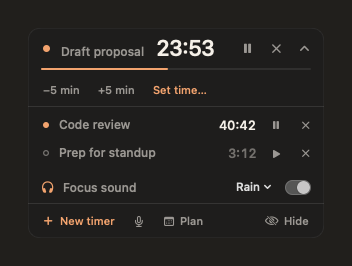 Draft proposal 23:53
−5 min +5 min Set time...
Code review 40:42
Prep for standup 3:12
Focus sound Rain
+ New timer Plan Hide